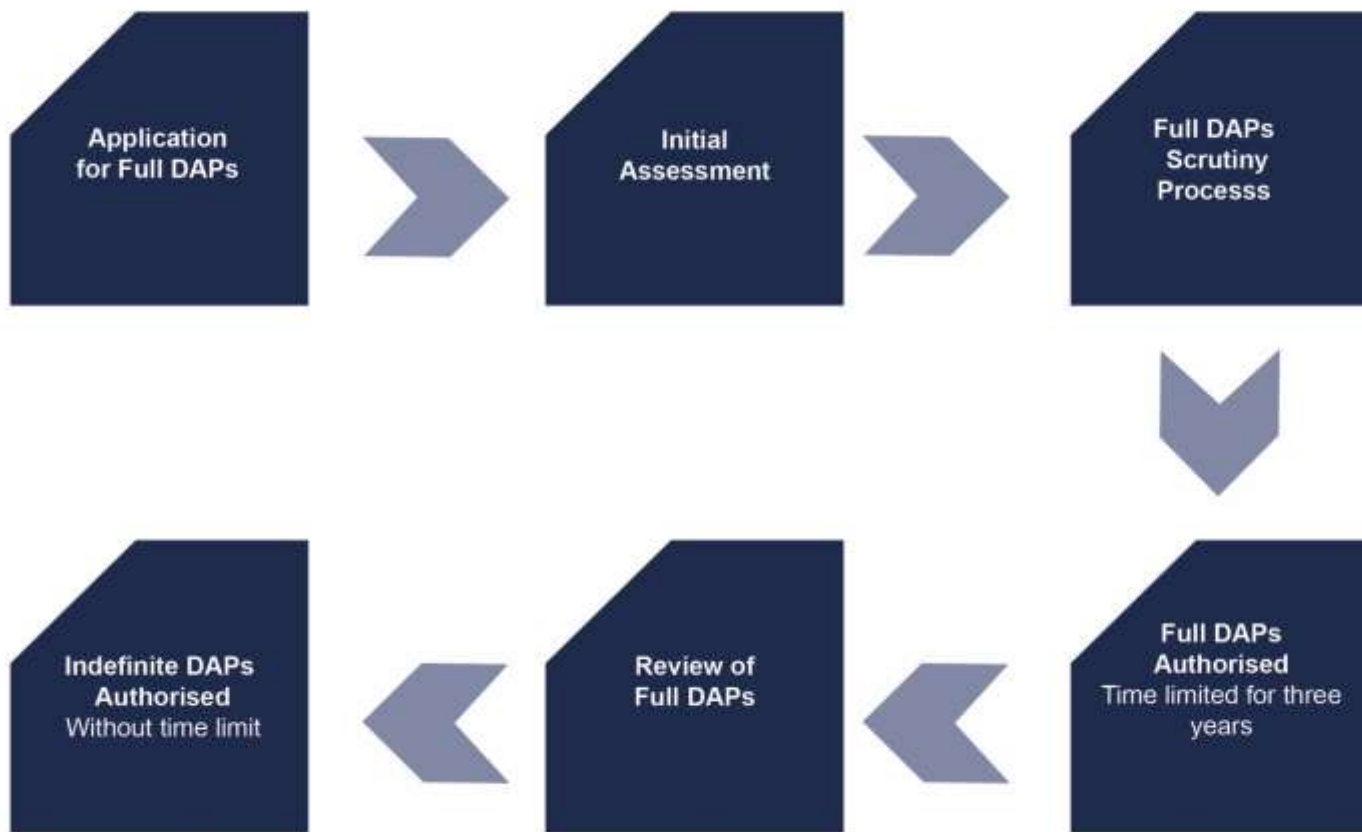 Application
for Full DAPs
Initial
Assessment
Full DAPs
Scrutiny
Processs
Full DAPs
Authorised
Time limited for three
years
Review of
Full DAPs
Indefinite DAPs
Authorised
Without time limit